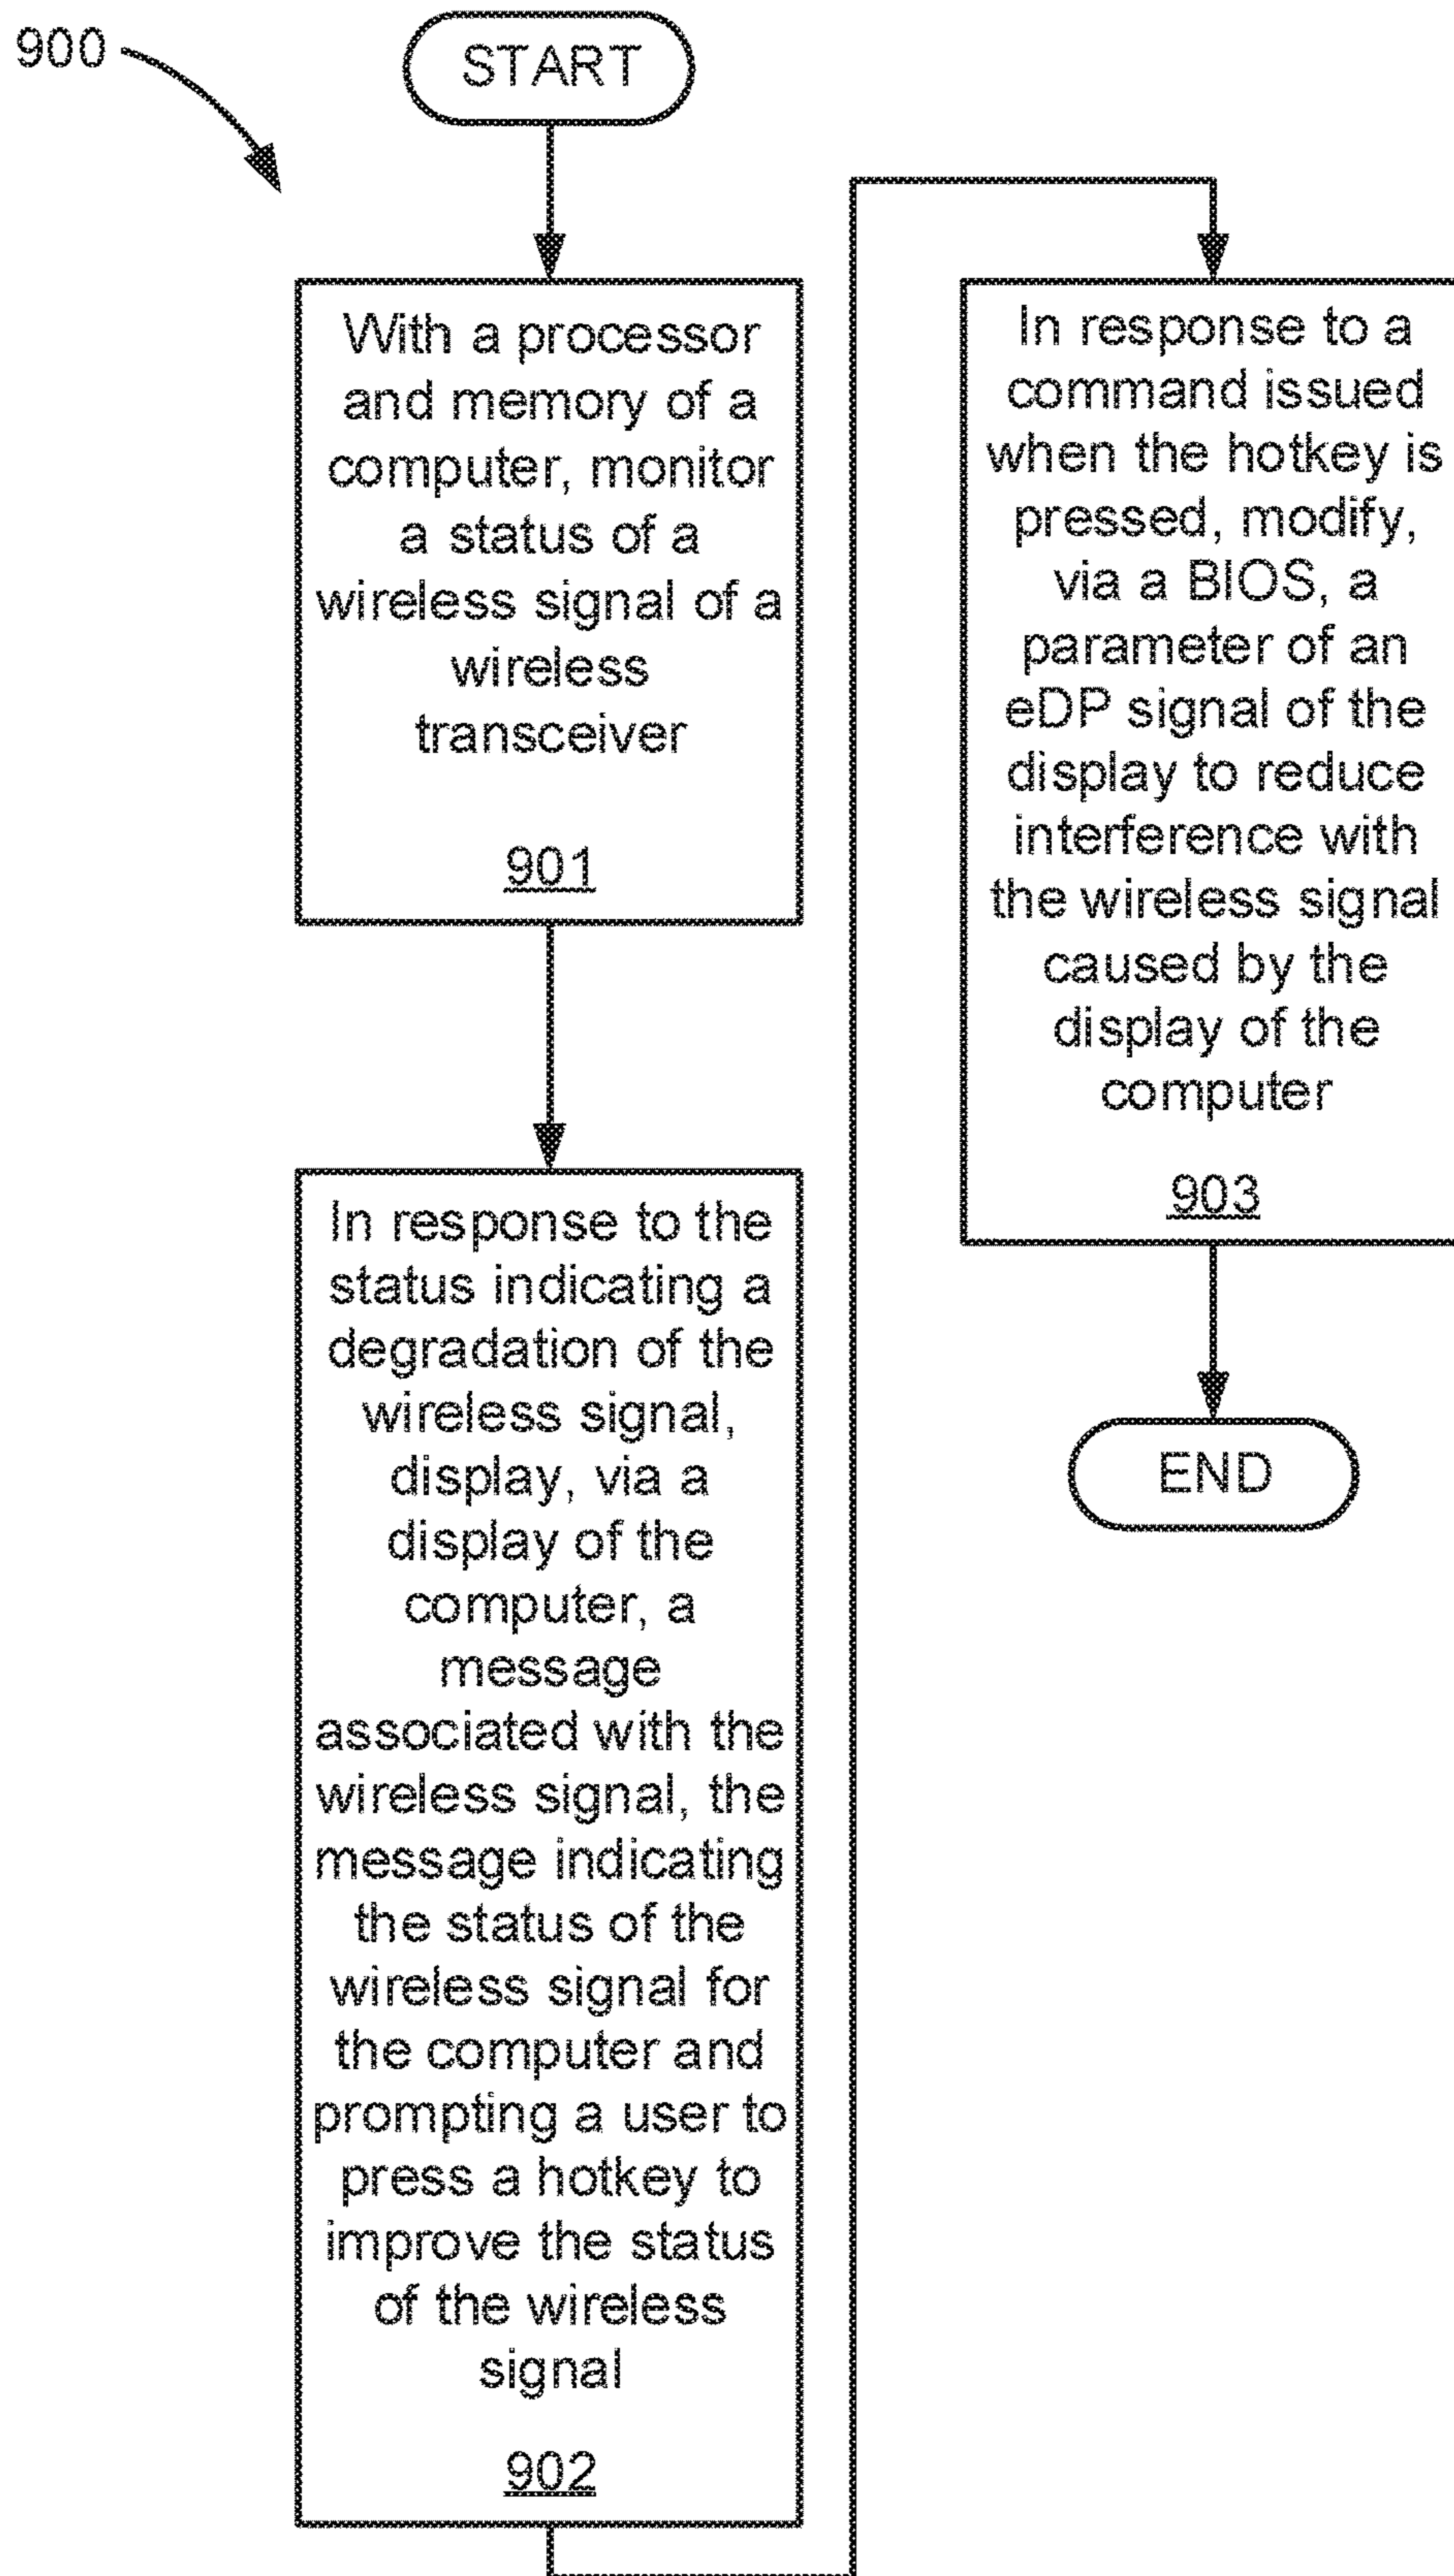 900
START
With a processor
and memory of a
computer, monitor
a status of a
wireless signal of a
wireless
transceiver
901
In response to the
status indicating a
degradation of the
wireless signal,
display, via a
display of the
computer, a
message
associated with the
wireless signal, the
message indicating
the status of the
wireless signal for
the computer and
prompting a user to
press a hotkey to
improve the status
of the wireless
signal
902
In response to a
command issued
when the hotkey is
pressed, modify,
via a BIOS, a
parameter of an
eDP signal of the
display to reduce
interference with
the wireless signal
caused by the
display of the
computer
903
END